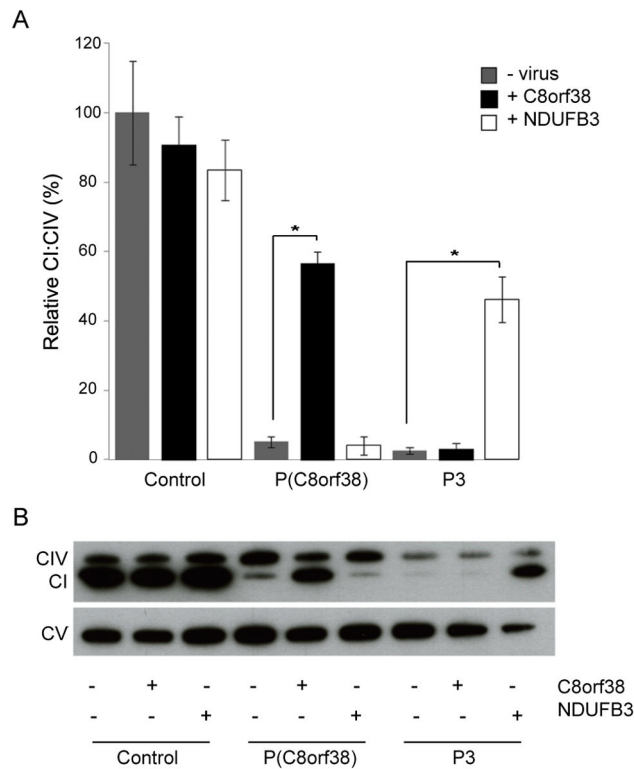 A
120
100
80
60
40
20
0
Relative CI:CIV (%)
- virus
+ C8orf38
+ NDUFB3
*
*
Control P(C8orf38) P3
B
CIV
CI
CV
- + - - + - - + - C8orf38
- - + - - + - - + NDUFB3
Control P(C8orf38) P3